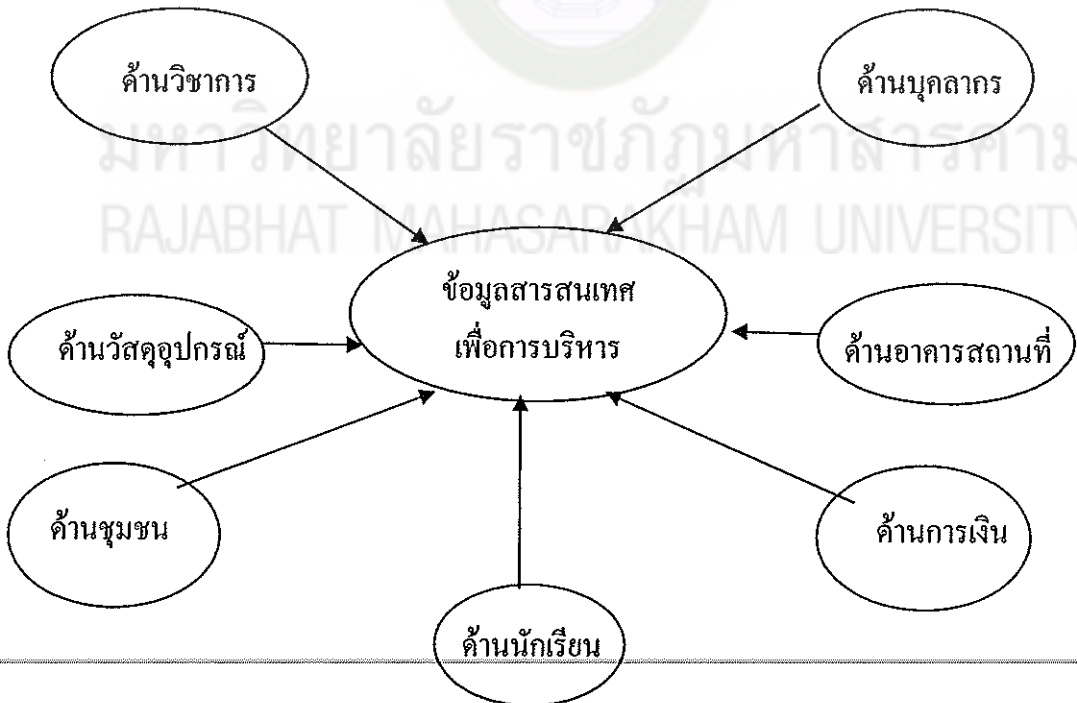 ด้านวิชาการ
ด้านบุคลากร
มหาวิทยาลัยราชภัฏมหาสารคาม
RAJABHAT MAHASARAKHAM UNIVERSITY
ข้อมูลสารสนเทศ
เพื่อการบริหาร
ด้านวัสดุอุปกรณ์
ด้านอาคารสถานที่
ด้านชุมชน
ด้านการเงิน
ด้านนักเรียน